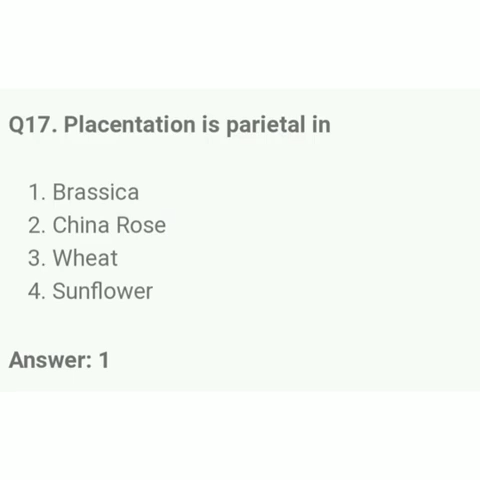 Q17. Placentation is parietal in
1. Brassica
2. China Rose
3. Wheat
4. Sunflower
Answer: 1